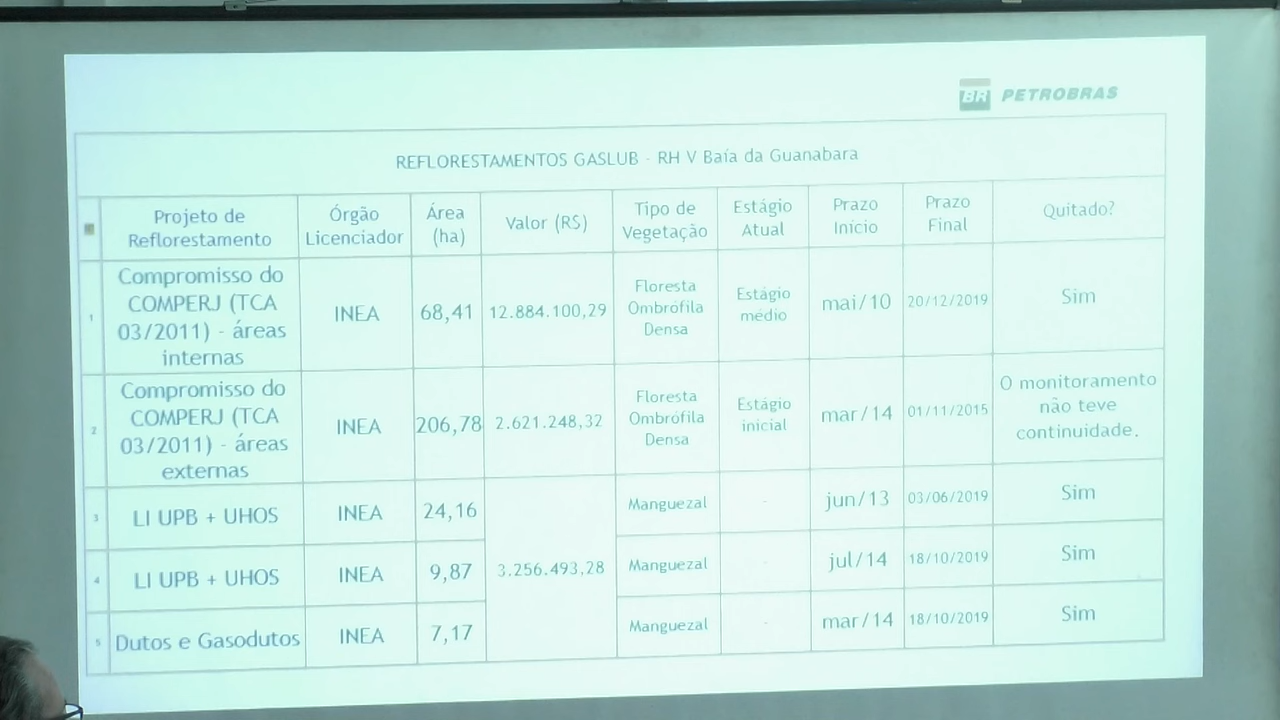 BR PETROBRAS
REFLORESTAMENTOS GASLUB - RH V Baía da Guanabara
Projeto de
Reflorestamento
Órgão
Licenciador
Área
(ha)
Valor (R$)
Tipo de
Vegetação
Estágio
Atual
Prazo
Início
Prazo
Final
Quitado?
1
Compromisso do
COMPERJ (TCA
03/2011) - áreas
internas
INEA
68,41
12.884.100,29
Floresta
Ombrófila
Densa
Estágio
médio
mai/10
20/12/2019
Sim
2
Compromisso do
COMPERJ (TCA
03/2011) - áreas
externas
INEA
206,78
2.621.248,32
Floresta
Ombrófila
Densa
Estágio
inicial
mar/14
01/11/2015
O monitoramento
não teve
continuidade.
3
LI UPB + UHOS
INEA
24,16
3.256.493,28
Manguezal
-
jun/13
03/06/2019
Sim
4
LI UPB + UHOS
INEA
9,87
Manguezal
-
jul/14
18/10/2019
Sim
5
Dutos e Gasodutos
INEA
7,17
Manguezal
-
mar/14
18/10/2019
Sim